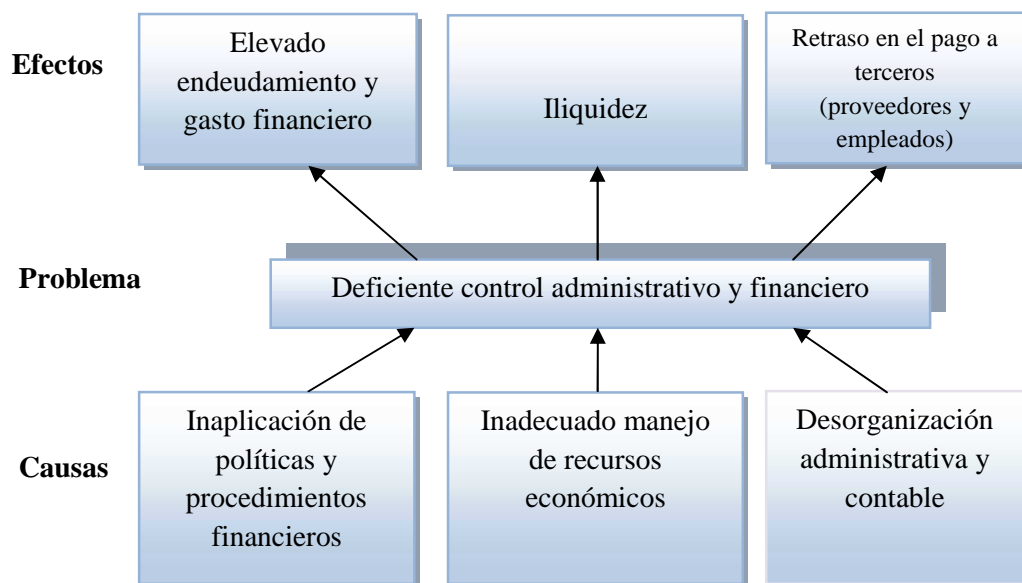 Efectos
Elevado
endeudamiento y
gasto financiero
Iliquidez
Retraso en el pago a
terceros
(proveedores y
empleados)
Problema
Deficiente control administrativo y financiero
Causas
Inaplicación de
políticas y
procedimientos
financieros
Inadecuado manejo
de recursos
económicos
Desorganización
administrativa y
contable